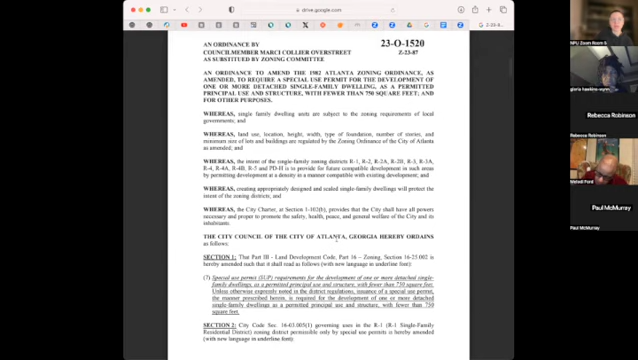 drive.google.com
AN ORDINANCE BY
COUNCILMEMBER MARCI COLLIER OVERSTREET
AS SUBSTITUTED BY ZONING COMMITTEE
23-O-1520
Z-23-87
AN ORDINANCE TO AMEND THE 1982 ATLANTA ZONING ORDINANCE, AS
AMENDED, TO REQUIRE A SPECIAL USE PERMIT FOR THE DEVELOPMENT OF
ONE OR MORE DETACHED SINGLE-FAMILY DWELLING, AS A PERMITTED
PRINCIPAL USE AND STRUCTURE, WITH FEWER THAN 750 SQUARE FEET; AND
FOR OTHER PURPOSES.
WHEREAS, single family dwelling units are subject to the zoning requirements of local
governments; and
WHEREAS, land use, location, height, width, type of foundation, number of stories, and
minimum size of lots and buildings are regulated by the Zoning Ordinance of the City of Atlanta
as amended; and
WHEREAS, the intent of the single-family zoning districts R-1, R-2, R-2A, R-2B, R-3, R-3A,
R-4, R-4A, R-4B, R-5 and PD-H is to provide for future compatible development in such areas
by permitting development at a density in a manner compatible with existing development; and
WHEREAS, creating appropriately designed and scaled single-family dwellings will protect the
intent of the zoning districts; and
WHEREAS, the City Charter, at Section 1-102(b), provides that the City shall have all powers
necessary and proper to promote the safety, health, peace, and general welfare of the City and its
inhabitants.
THE CITY COUNCIL OF THE CITY OF ATLANTA, GEORGIA HEREBY ORDAINS
as follows:
SECTION 1: That Part III - Land Development Code, Part 16 – Zoning, Section 16-25.002 is
hereby amended such that it shall read as follows (with new language in underline font):
(7) Special use permit (SUP) requirements for the development of one or more detached single-
family dwellings, as a permitted principal use and structure, with fewer than 750 square feet.
Unless otherwise expressly noted in the district regulations, issuance of a special use permit,
the manner prescribed herein, is required for the development of one or more detached
single-family dwellings as a permitted principal use and structure, with fewer than 750
square feet.
SECTION 2: City Code Sec. 16-03.005(1) governing uses in the R-1 (R-1 Single-Family
Residential District) zoning district permissible only by special use permits is hereby amended
(with new language in underline font):
NPU Zoom Room
gloria hawkins-wynn
Rebecca Robinson
Rebecca Robinson
Paul McMurray
Paul McMurray